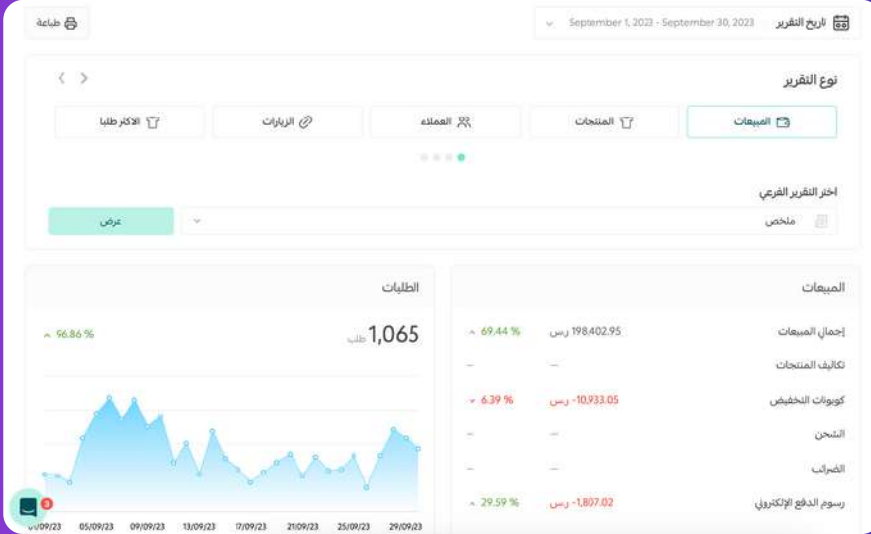 تاريخ التقرير September 1, 2023 - September 30, 2023
طباعة
نوع التقرير
المبيعات
المنتجات
العملاء
الزيارات
الاكثر طلبا
اختر التقرير الفرعي
ملخص
عرض
المبيعات
إجمالي المبيعات 198,402.95 ر.س 69.44 %
تكاليف المنتجات — —
كوبونات التخفيض -10,933.05 ر.س 6.39 %
الشحن — —
الضرائب — —
رسوم الدفع الإلكتروني -1,807.02 ر.س 29.59 %
الطلبات
1,065 طلب
96.86 %
01/09/23 05/09/23 09/09/23 13/09/23 17/09/23 21/09/23 25/09/23 29/09/23
3